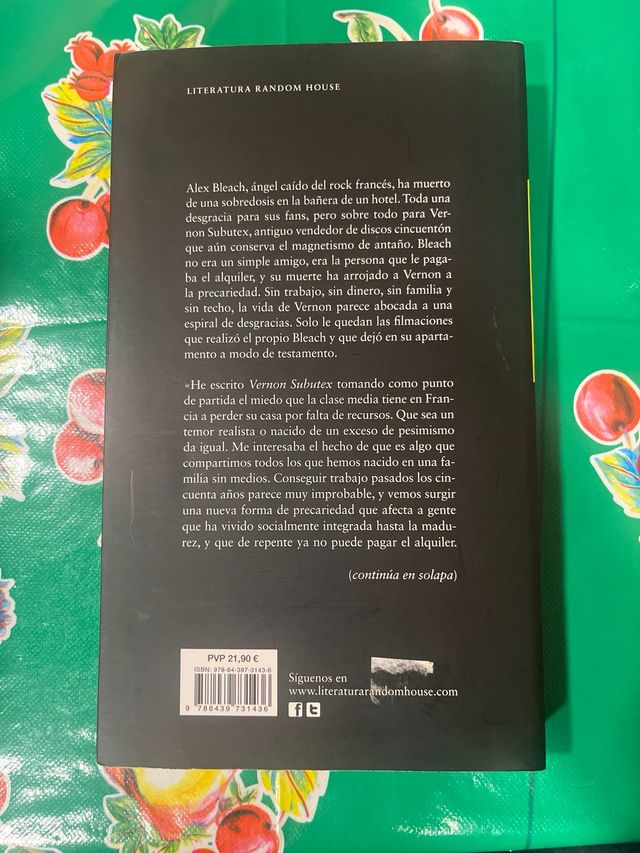 LITERATURA RANDOM HOUSE
Alex Bleach, ángel caído del rock francés, ha muerto
de una sobredosis en la bañera de un hotel. Toda una
desgracia para sus fans, pero sobre todo para Ver-
non Subutex, antiguo vendedor de discos cincuentón
que aún conserva el magnetismo de antaño. Bleach
no era un simple amigo, era la persona que le paga-
ba el alquiler, y su muerte ha arrojado a Vernon a
la precariedad. Sin trabajo, sin dinero, sin familia y
sin techo, la vida de Vernon parece abocada a una
espiral de desgracias. Solo le quedan las filmaciones
que realizó el propio Bleach y que dejó en su aparta-
mento a modo de testamento.
«He escrito Vernon Subutex tomando como punto
de partida el miedo que la clase media tiene en Fran-
cia a perder su casa por falta de recursos. Que sea un
temor realista o nacido de un exceso de pesimismo
da igual. Me interesaba el hecho de que es algo que
compartimos todos los que hemos nacido en una fa-
milia sin medios. Conseguir trabajo pasados los cin-
cuenta años parece muy improbable, y vemos surgir
una nueva forma de precariedad que afecta a gente
que ha vivido socialmente integrada hasta la madu-
rez, y que de repente ya no puede pagar el alquiler.
(continúa en solapa)
PVP 21,90 €
ISBN: 978-84-397-3143-6
9 788439 731436
Síguenos en
www.literaturarandomhouse.com
f t